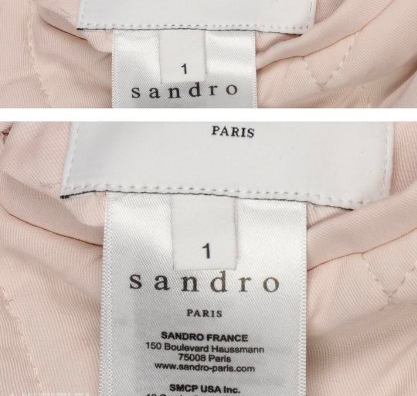 1
sandro
PARIS
1
sandro
PARIS
SANDRO FRANCE
150 Boulevard Haussmann
75008 Paris
www.sandro-paris.com
SMCP USA Inc.